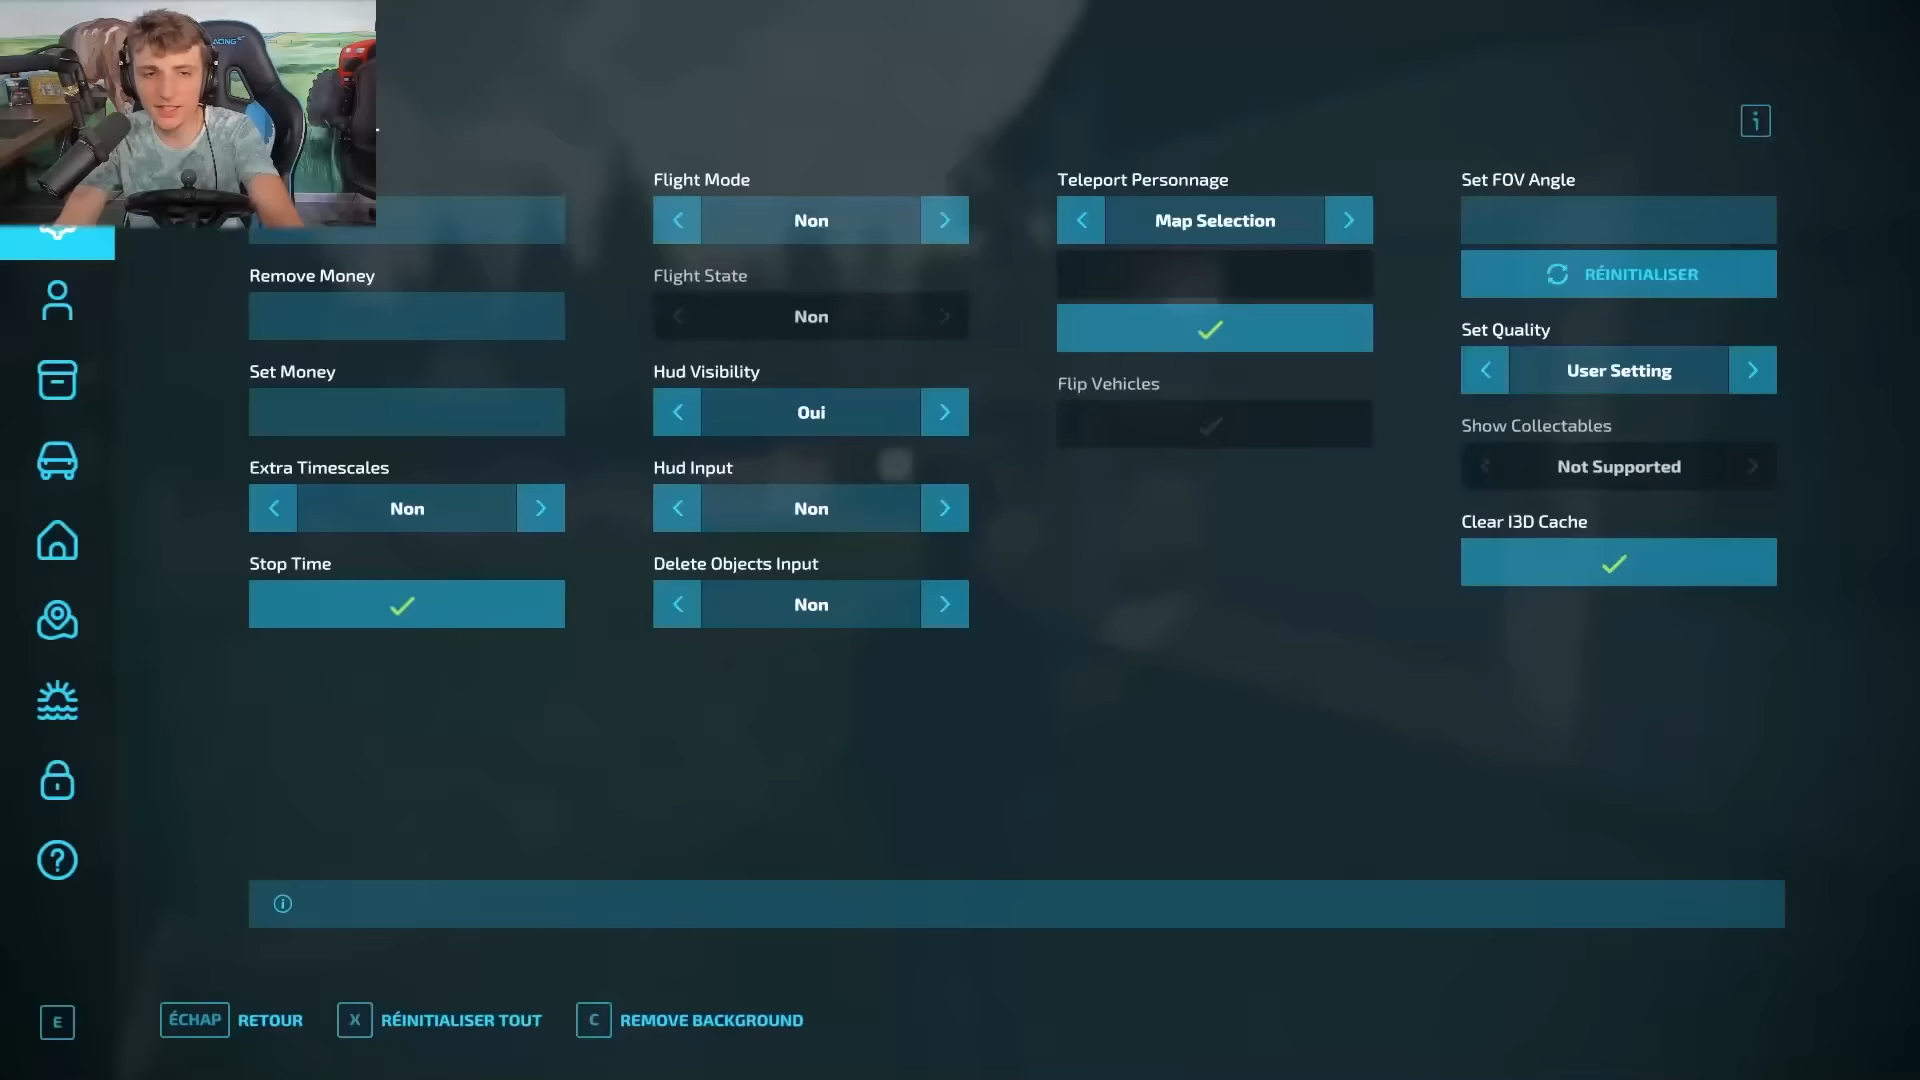 ACING
Flight Mode
Teleport Personnage
Set FOV Angle
Non
Map Selection
Remove Money
Flight State
RÉINITIALISER
Non
Set Money
Hud Visibility
Set Quality
Oui
User Setting
Flip Vehicles
Extra Timescales
Hud Input
Show Collectables
Non
Non
Not Supported
Stop Time
Delete Objects Input
Clear I3D Cache
Non
E
ÉCHAP RETOUR
X RÉINITIALISER TOUT
C REMOVE BACKGROUND